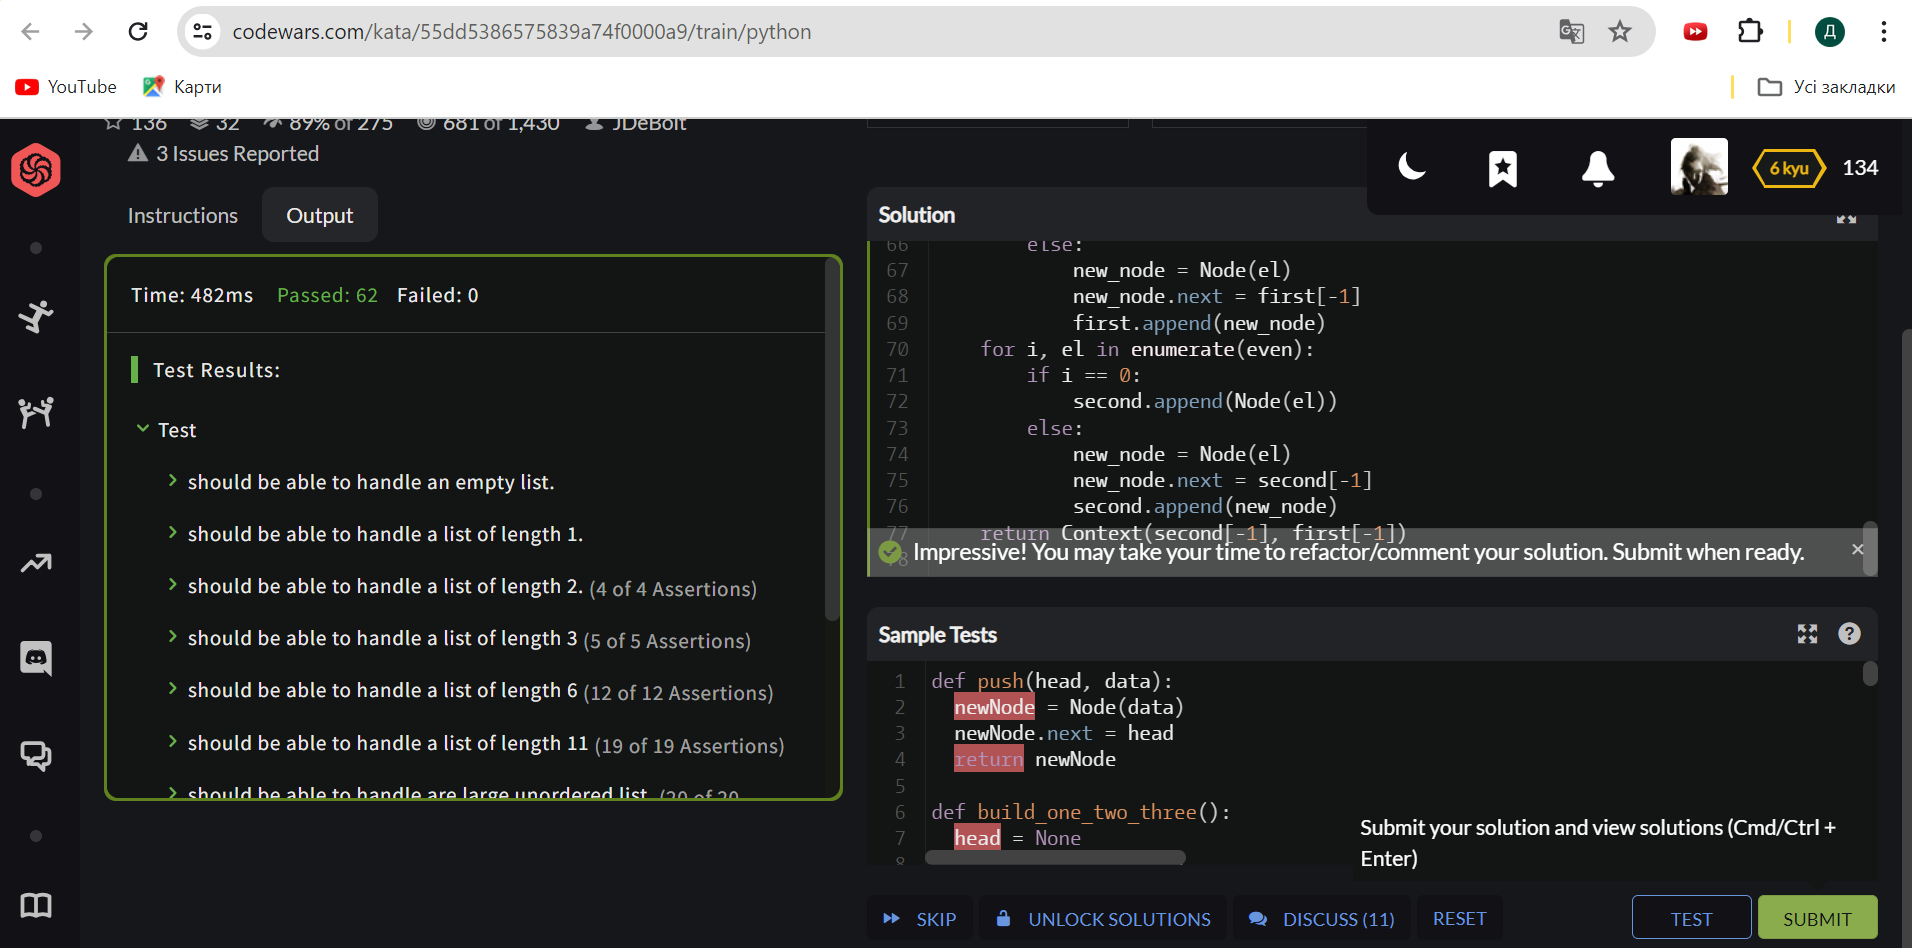 codewars.com/kata/55dd5386575839a74f0000a9/train/python
Д
YouTube
Карти
Усі закладки
136 32 89% of 275 681 of 1,430 JDeBolt
3 Issues Reported
6 kyu 134
Instructions
Output
Time: 482ms Passed: 62 Failed: 0
Test Results:
Test
should be able to handle an empty list.
should be able to handle a list of length 1.
should be able to handle a list of length 2. (4 of 4 Assertions)
should be able to handle a list of length 3 (5 of 5 Assertions)
should be able to handle a list of length 6 (12 of 12 Assertions)
should be able to handle a list of length 11 (19 of 19 Assertions)
should be able to handle are large unordered list. (20 of 20
Solution
66 else:
67 new_node = Node(el)
68 new_node.next = first[-1]
69 first.append(new_node)
70 for i, el in enumerate(even):
71 if i == 0:
72 second.append(Node(el))
73 else:
74 new_node = Node(el)
75 new_node.next = second[-1]
76 second.append(new_node)
77 return Context(second[-1], first[-1])
Impressive! You may take your time to refactor/comment your solution. Submit when ready.
Sample Tests
1 def push(head, data):
2 newNode = Node(data)
3 newNode.next = head
4 return newNode
5
6 def build_one_two_three():
7 head = None
8
Submit your solution and view solutions (Cmd/Ctrl +
Enter)
SKIP
UNLOCK SOLUTIONS
DISCUSS (11)
RESET
TEST
SUBMIT